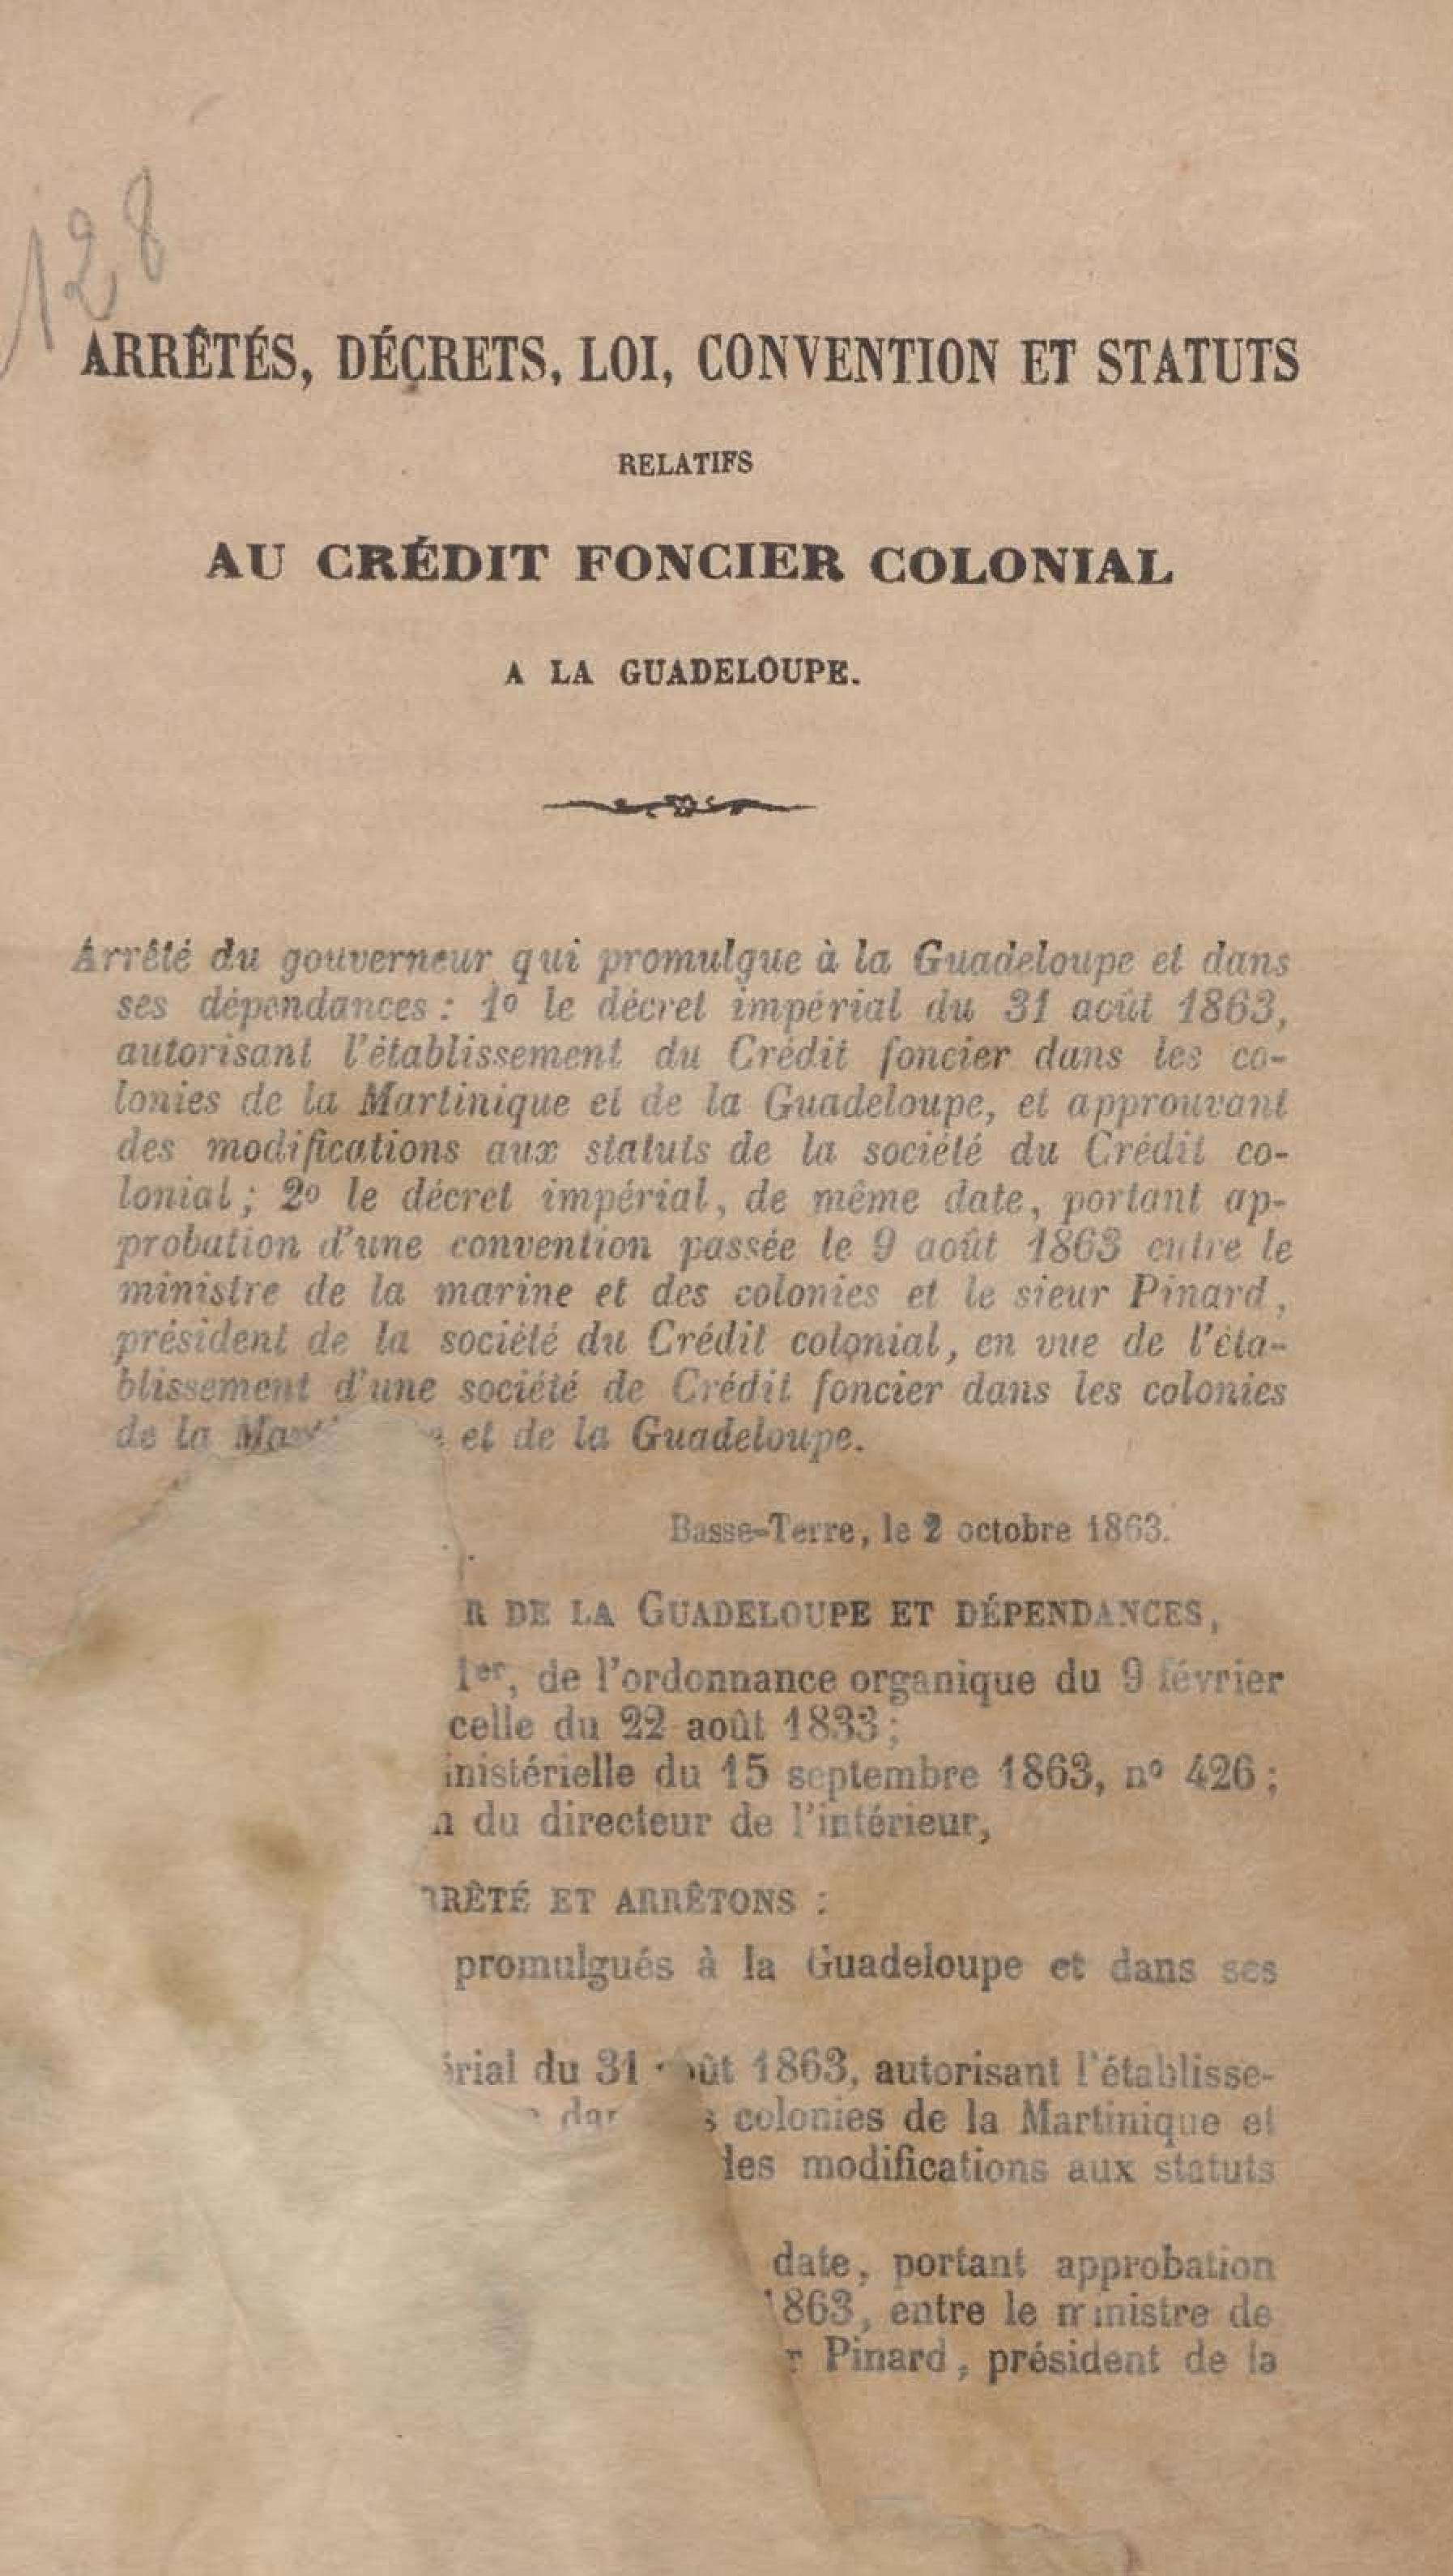 128
ARRÊTÉS, DÉCRETS, LOI, CONVENTION ET STATUTS
RELATIFS
AU CRÉDIT FONCIER COLONIAL
A LA GUADELOUPE.
Arrêté du gouverneur qui promulgue à la Guadeloupe et dans
ses dépendances : 1o le décret impérial du 31 août 1863,
autorisant l'établissement du Crédit foncier dans les co-
lonies de la Martinique et de la Guadeloupe, et approuvant
des modifications aux statuts de la société du Crédit co-
lonial ; 2o le décret impérial, de même date, portant ap-
probation d'une convention passée le 9 août 1863 entre le
ministre de la marine et des colonies et le sieur Pinard,
président de la société du Crédit colonial, en vue de l'éta-
blissement d'une société de Crédit foncier dans les colonies
de la et de la Guadeloupe.
Basse-Terre, le 2 octobre 1863.
R DE LA GUADELOUPE ET DÉPENDANCES,
1er, de l'ordonnance organique du 9 février
celle du 22 août 1833 ;
inistérielle du 15 septembre 1863, no 426 ;
n du directeur de l'intérieur,
RRÊTÉ ET ARRÊTONS :
promulgués à la Guadeloupe et dans ses
érial du 31 août 1863, autorisant l'établisse-
colonies de la Martinique et
des modifications aux statuts
date, portant approbation
1863, entre le ministre de
r Pinard, président de la